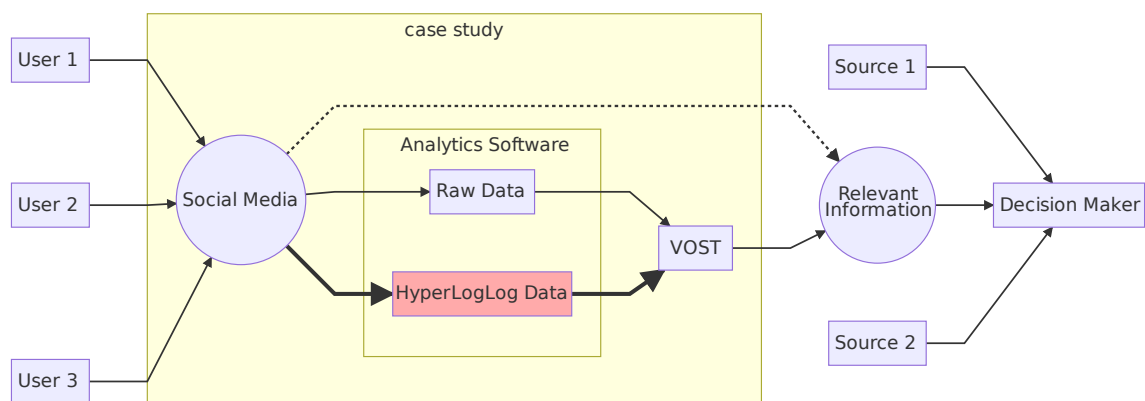 case study
User 1
User 2
User 3
Social Media
Analytics Software
Raw Data
HyperLogLog Data
VOST
Relevant
Information
Source 1
Decision Maker
Source 2